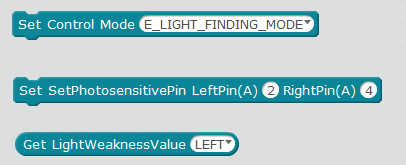 Set Control Mode E_LIGHT_FINDING_MODE
Set SetPhotosensitivePin LeftPin(A) 2 RightPin(A) 4
Get LightWeaknessValue LEFT